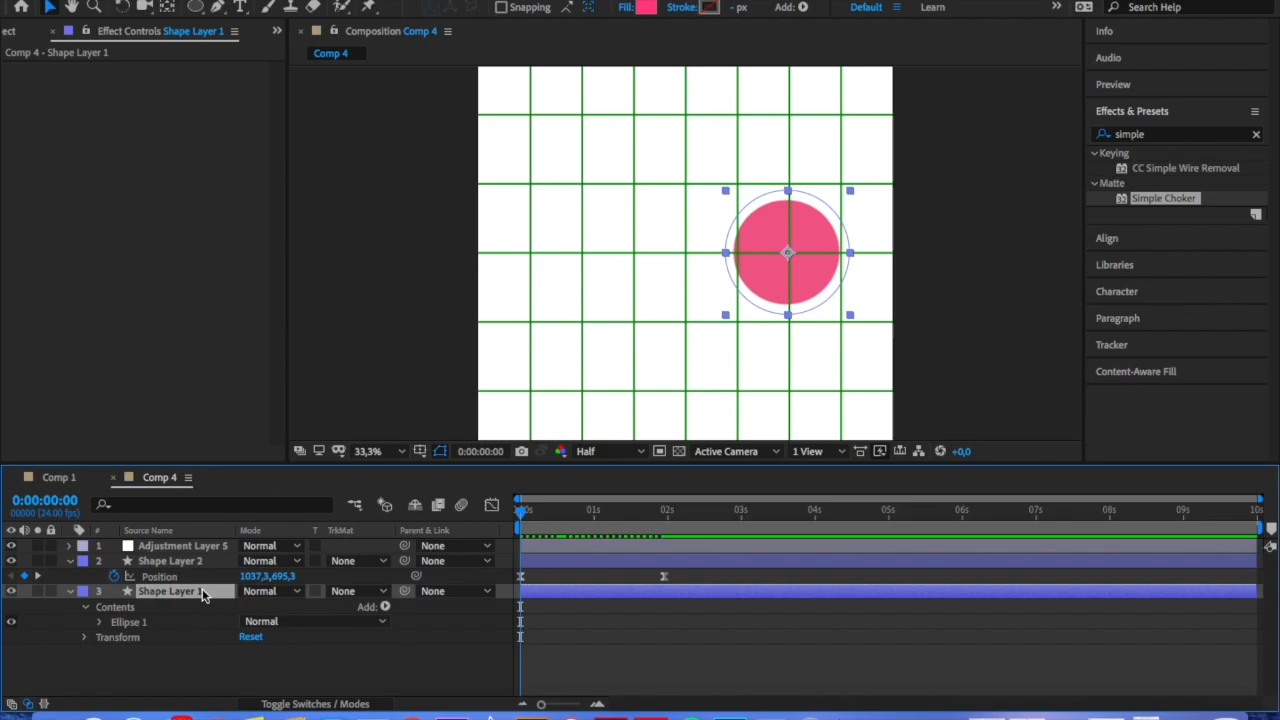 Snapping Fill: Stroke: - px Add: Default Learn Search Help
ect Effect Controls Shape Layer 1 Composition Comp 4 Info
Comp 4 - Shape Layer 1 Comp 4
Audio
Preview
Effects & Presets
simple
Keying
CC Simple Wire Removal
Matte
Simple Choker
Align
Libraries
Character
Paragraph
Tracker
Content-Aware Fill
33,3% 0:00:00:00 Half Active Camera 1 View +0,0
Comp 1 Comp 4
0:00:00:00
00000 (24.00 fps)
01s 02s 03s 04s 05s 06s 07s 08s 09s 10s
# Source Name Mode T TrkMat Parent & Link
1 Adjustment Layer 5 Normal None
2 Shape Layer 2 Normal None None
Position 1037,3,695,3
3 Shape Layer 1 Normal None None
Contents Add:
Ellipse 1 Normal
Transform Reset
Toggle Switches / Modes